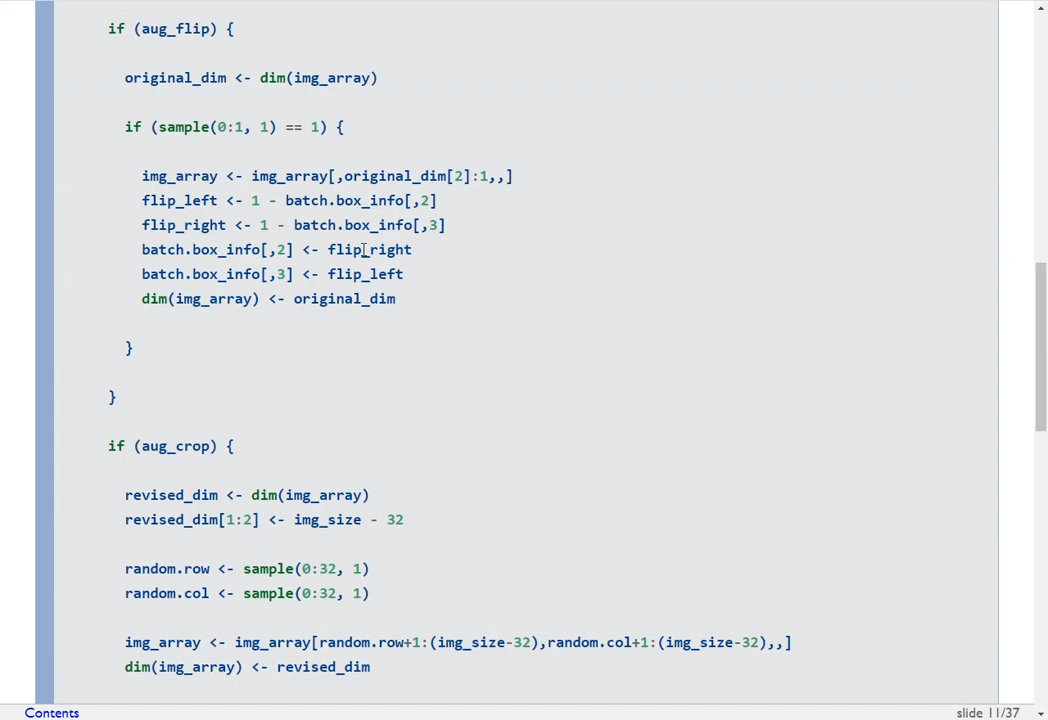 if (aug_flip) {
original_dim <- dim(img_array)
if (sample(0:1, 1) == 1) {
img_array <- img_array[,original_dim[2]:1,,]
flip_left <- 1 - batch.box_info[,2]
flip_right <- 1 - batch.box_info[,3]
batch.box_info[,2] <- flip_right
batch.box_info[,3] <- flip_left
dim(img_array) <- original_dim
}
}
if (aug_crop) {
revised_dim <- dim(img_array)
revised_dim[1:2] <- img_size - 32
random.row <- sample(0:32, 1)
random.col <- sample(0:32, 1)
img_array <- img_array[random.row+1:(img_size-32),random.col+1:(img_size-32),,]
dim(img_array) <- revised_dim
Contents
slide 11/37